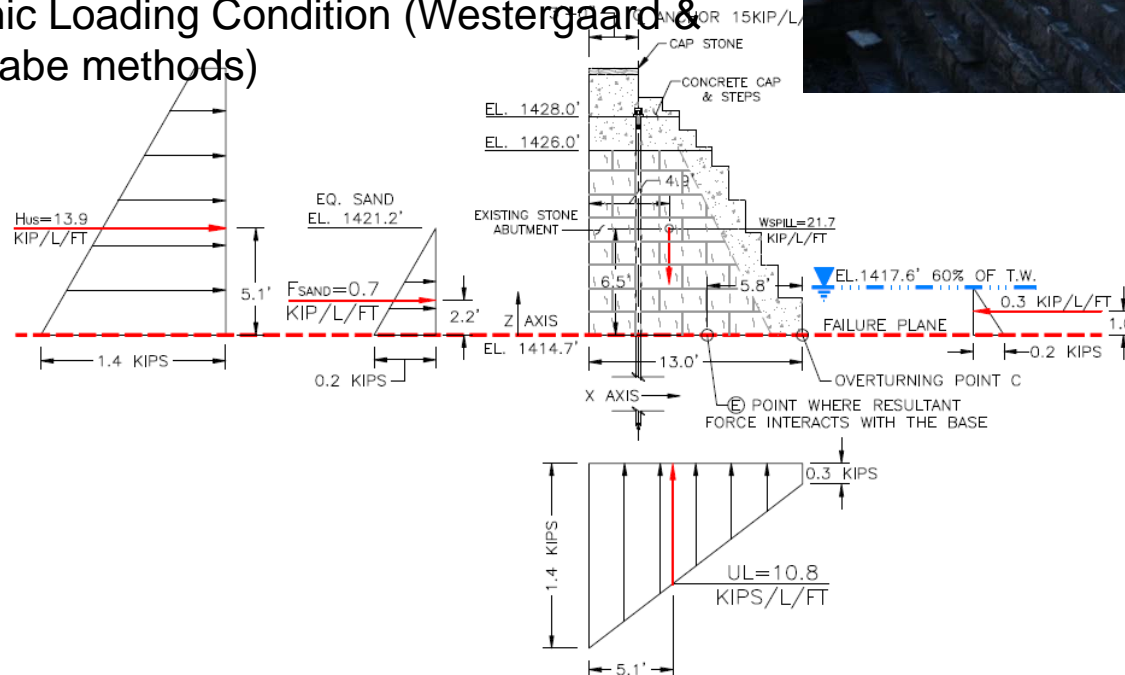 nic Loading Condition (Westergaard &
abe methods)
ANCHOR 15KIP/L/
CAP STONE
CONCRETE CAP
& STEPS
EL. 1428.0'
EL. 1426.0'
4.9'
EQ. SAND
EL. 1421.2'
HUS=13.9
KIP/L/FT
EXISTING STONE
ABUTMENT
WSPILL=21.7
KIP/L/FT
5.1'
FSAND=0.7
KIP/L/FT
2.2'
6.5'
5.8'
EL.1417.6' 60% OF T.W.
0.3 KIP/L/FT
1.0
Z AXIS
FAILURE PLANE
EL. 1414.7'
1.4 KIPS
0.2 KIPS
13.0'
0.2 KIPS
X AXIS
OVERTURNING POINT C
E POINT WHERE RESULTANT
FORCE INTERACTS WITH THE BASE
0.3 KIPS
1.4 KIPS
UL=10.8
KIPS/L/FT
5.1'